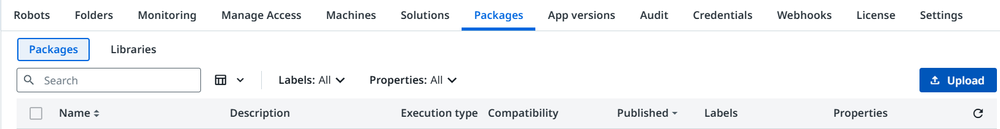 Robots Folders Monitoring Manage Access Machines Solutions Packages App versions Audit Credentials Webhooks License Settings
Packages Libraries
Search Labels: All Properties: All Upload
Name Description Execution type Compatibility Published Labels Properties